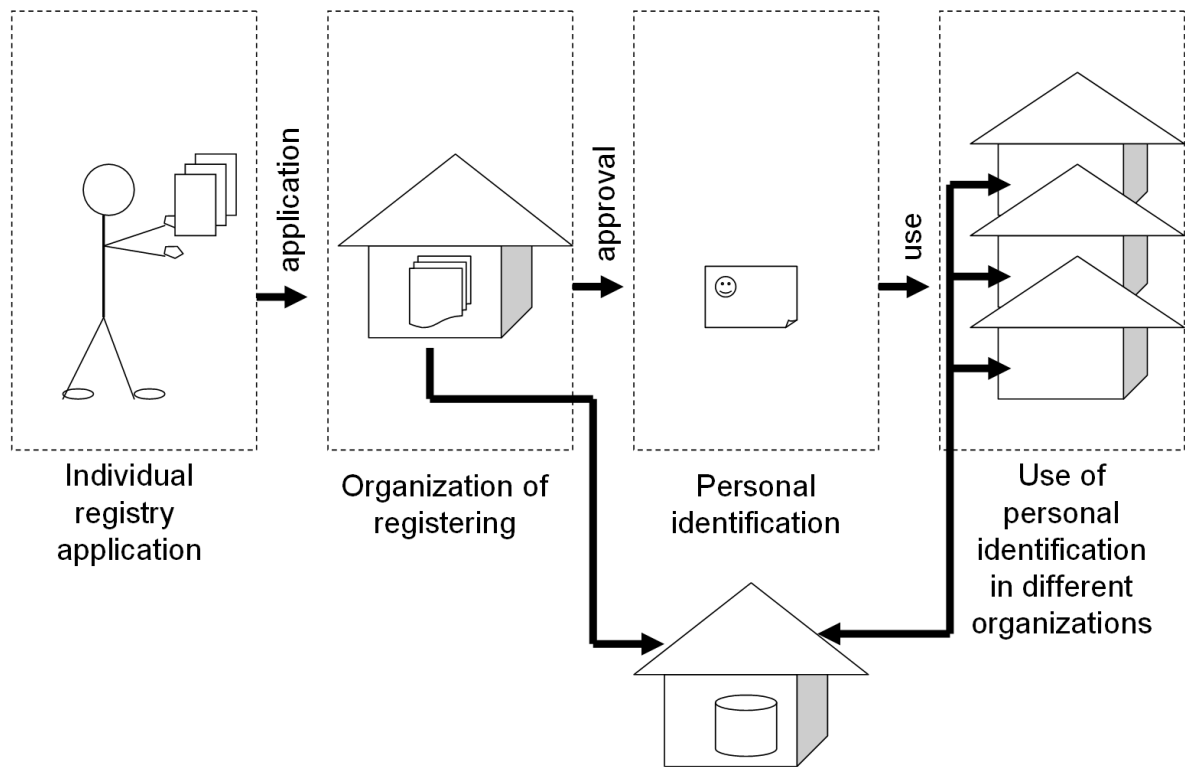 application
approval
use
Individual
registry
application
Organization of
registering
Personal
identification
Use of
personal
identification
in different
organizations